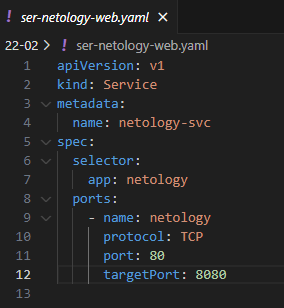 ser-netology-web.yaml
22-02 > ser-netology-web.yaml
1 apiVersion: v1
2 kind: Service
3 metadata:
4   name: netology-svc
5 spec:
6   selector:
7     app: netology
8   ports:
9     - name: netology
10       protocol: TCP
11       port: 80
12       targetPort: 8080
13